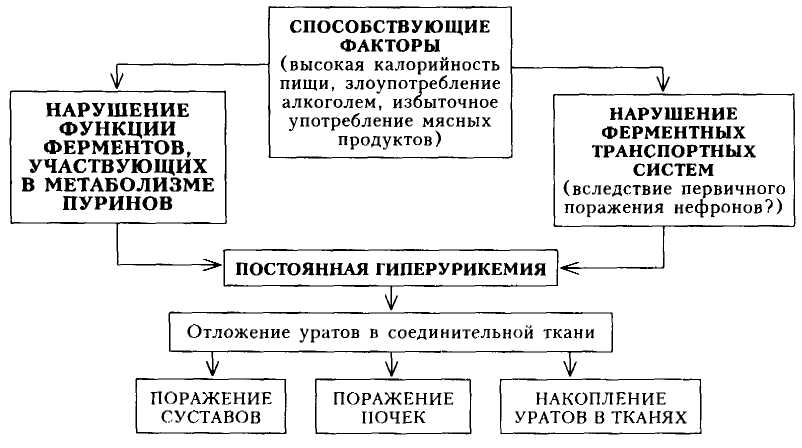 СПОСОБСТВУЮЩИЕ
ФАКТОРЫ
(высокая калорийность
пищи, злоупотребление
алкоголем, избыточное
употребление мясных
продуктов)
НАРУШЕНИЕ
ФУНКЦИИ
ФЕРМЕНТОВ,
УЧАСТВУЮЩИХ
В МЕТАБОЛИЗМЕ
ПУРИНОВ
НАРУШЕНИЕ
ФЕРМЕНТНЫХ
ТРАНСПОРТНЫХ
СИСТЕМ
(вследствие первичного
поражения нефронов?)
ПОСТОЯННАЯ ГИПЕРУРИКЕМИЯ
Отложение уратов в соединительной ткани
ПОРАЖЕНИЕ
СУСТАВОВ
ПОРАЖЕНИЕ
ПОЧЕК
НАКОПЛЕНИЕ
УРАТОВ В ТКАНЯХ